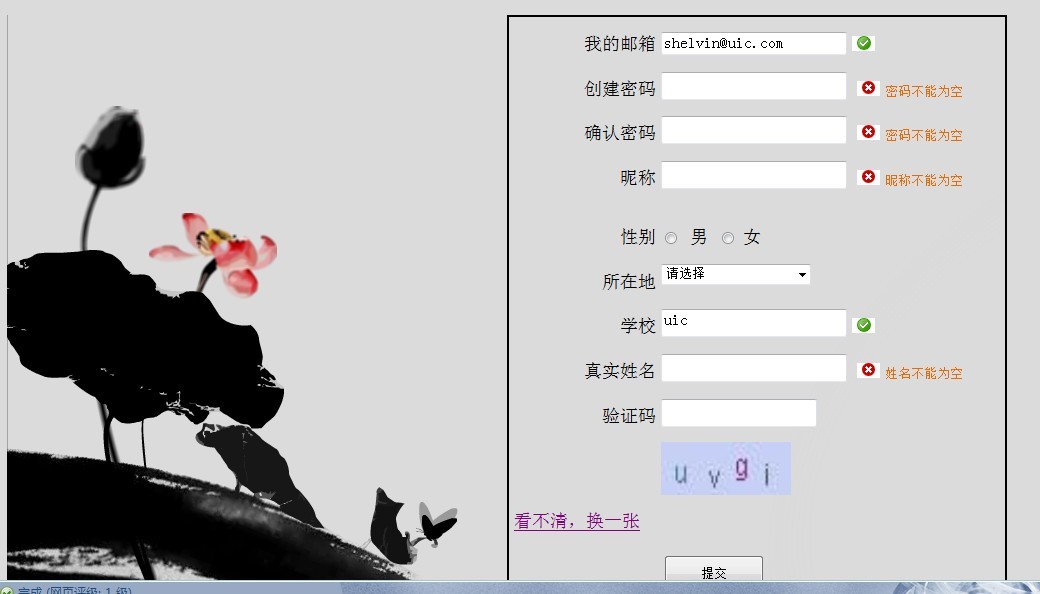 我的邮箱 shelvin@uic.com
创建密码 密码不能为空
确认密码 密码不能为空
昵称 昵称不能为空
性别 男 女
所在地 请选择
学校 uic
真实姓名 姓名不能为空
验证码
u v g i
看不清，换一张
提交
完成 (网页评级: 1 级)